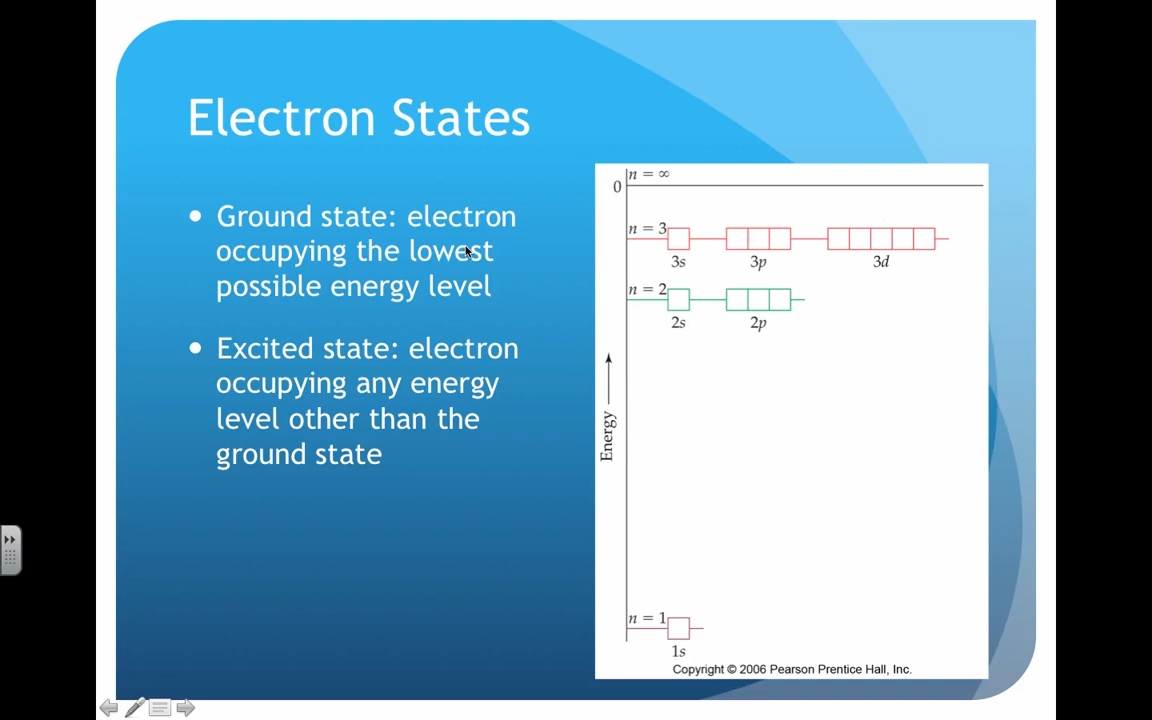 Electron States
• Ground state: electron
occupying the lowest
possible energy level
• Excited state: electron
occupying any energy
level other than the
ground state
n = ∞
0
n = 3
3s 3p 3d
n = 2
2s 2p
Energy
n = 1
1s
Copyright © 2006 Pearson Prentice Hall, Inc.